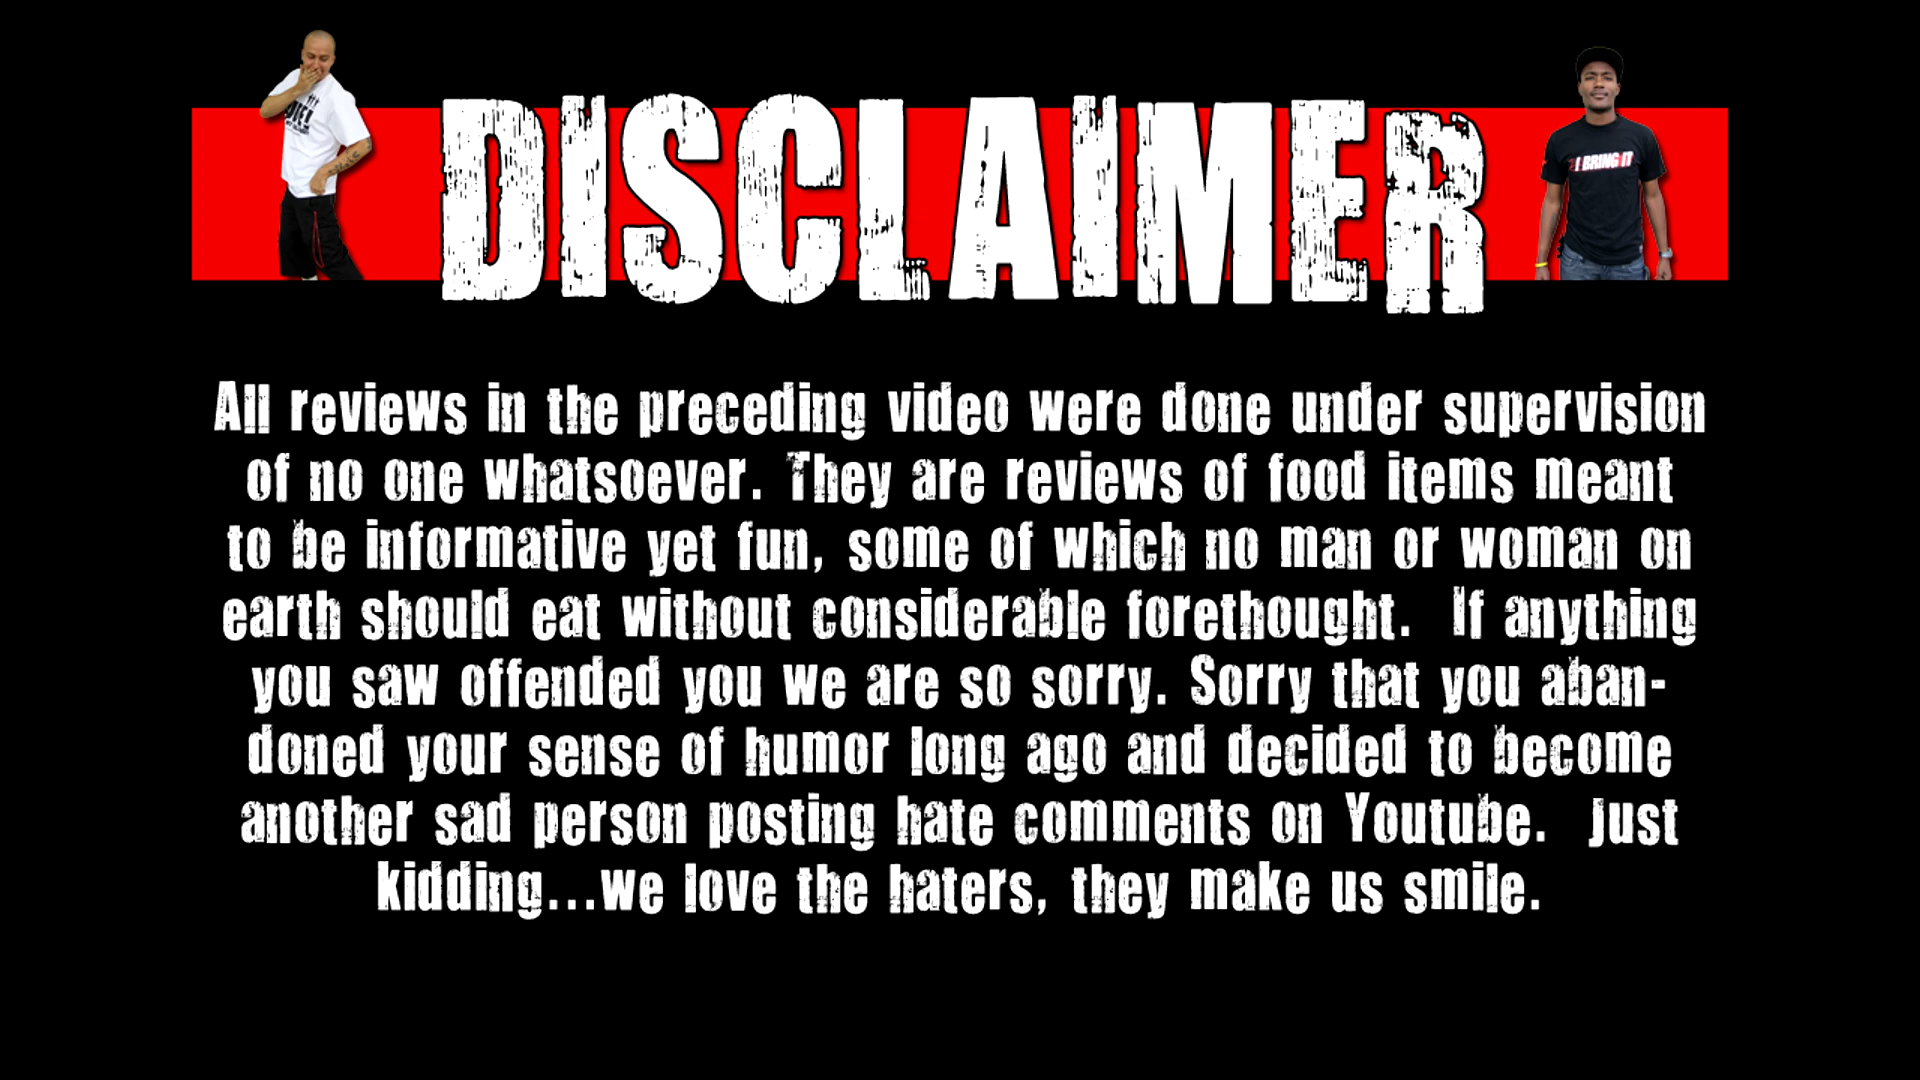 DISCLAIMER
DIE!
I BRING IT
All reviews in the preceding video were done under supervision
of no one whatsoever. They are reviews of food items meant
to be informative yet fun, some of which no man or woman on
earth should eat without considerable forethought. If anything
you saw offended you we are so sorry. Sorry that you aban-
doned your sense of humor long ago and decided to become
another sad person posting hate comments on Youtube. Just
kidding...we love the haters, they make us smile.